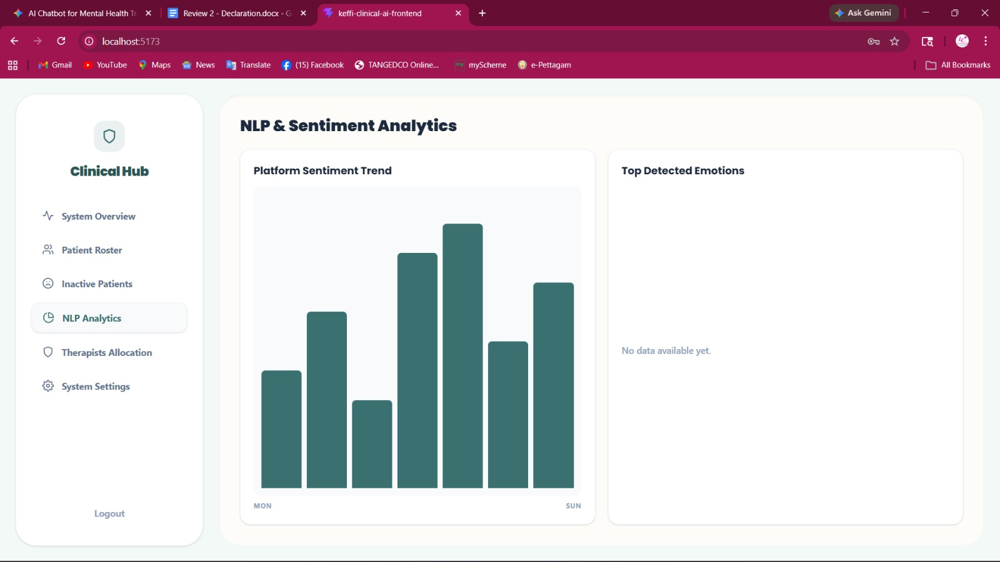 AI Chatbot for Mental Health Tr
Review 2 - Declaration.docx - G
keffi-clinical-ai-frontend
Ask Gemini
localhost:5173
Gmail
YouTube
Maps
News
Translate
(15) Facebook
TANGEDCO Online...
my myScheme
e-Pettagam
All Bookmarks
Clinical Hub
System Overview
Patient Roster
Inactive Patients
NLP Analytics
Therapists Allocation
System Settings
Logout
NLP & Sentiment Analytics
Platform Sentiment Trend
MON
SUN
Top Detected Emotions
No data available yet.